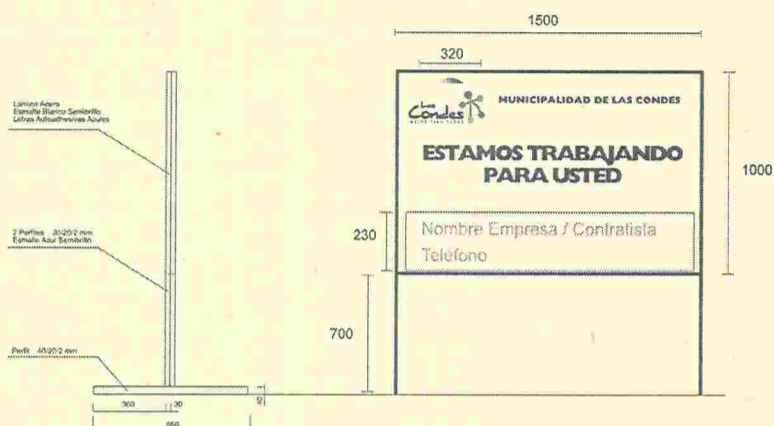 1500
320
Las Condes
MUNICIPALIDAD DE LAS CONDES
ESTAMOS TRABAJANDO
PARA USTED
1000
230
Nombre Empresa / Contratista
Teléfono
700
Lamina Acero
Esmalte Blanco Semibrillo
Letras Autoadhesivas Azules
2 Perfiles 30/20/2 mm
Esmalte Azul Semibrillo
Perfil 40/20/2 mm